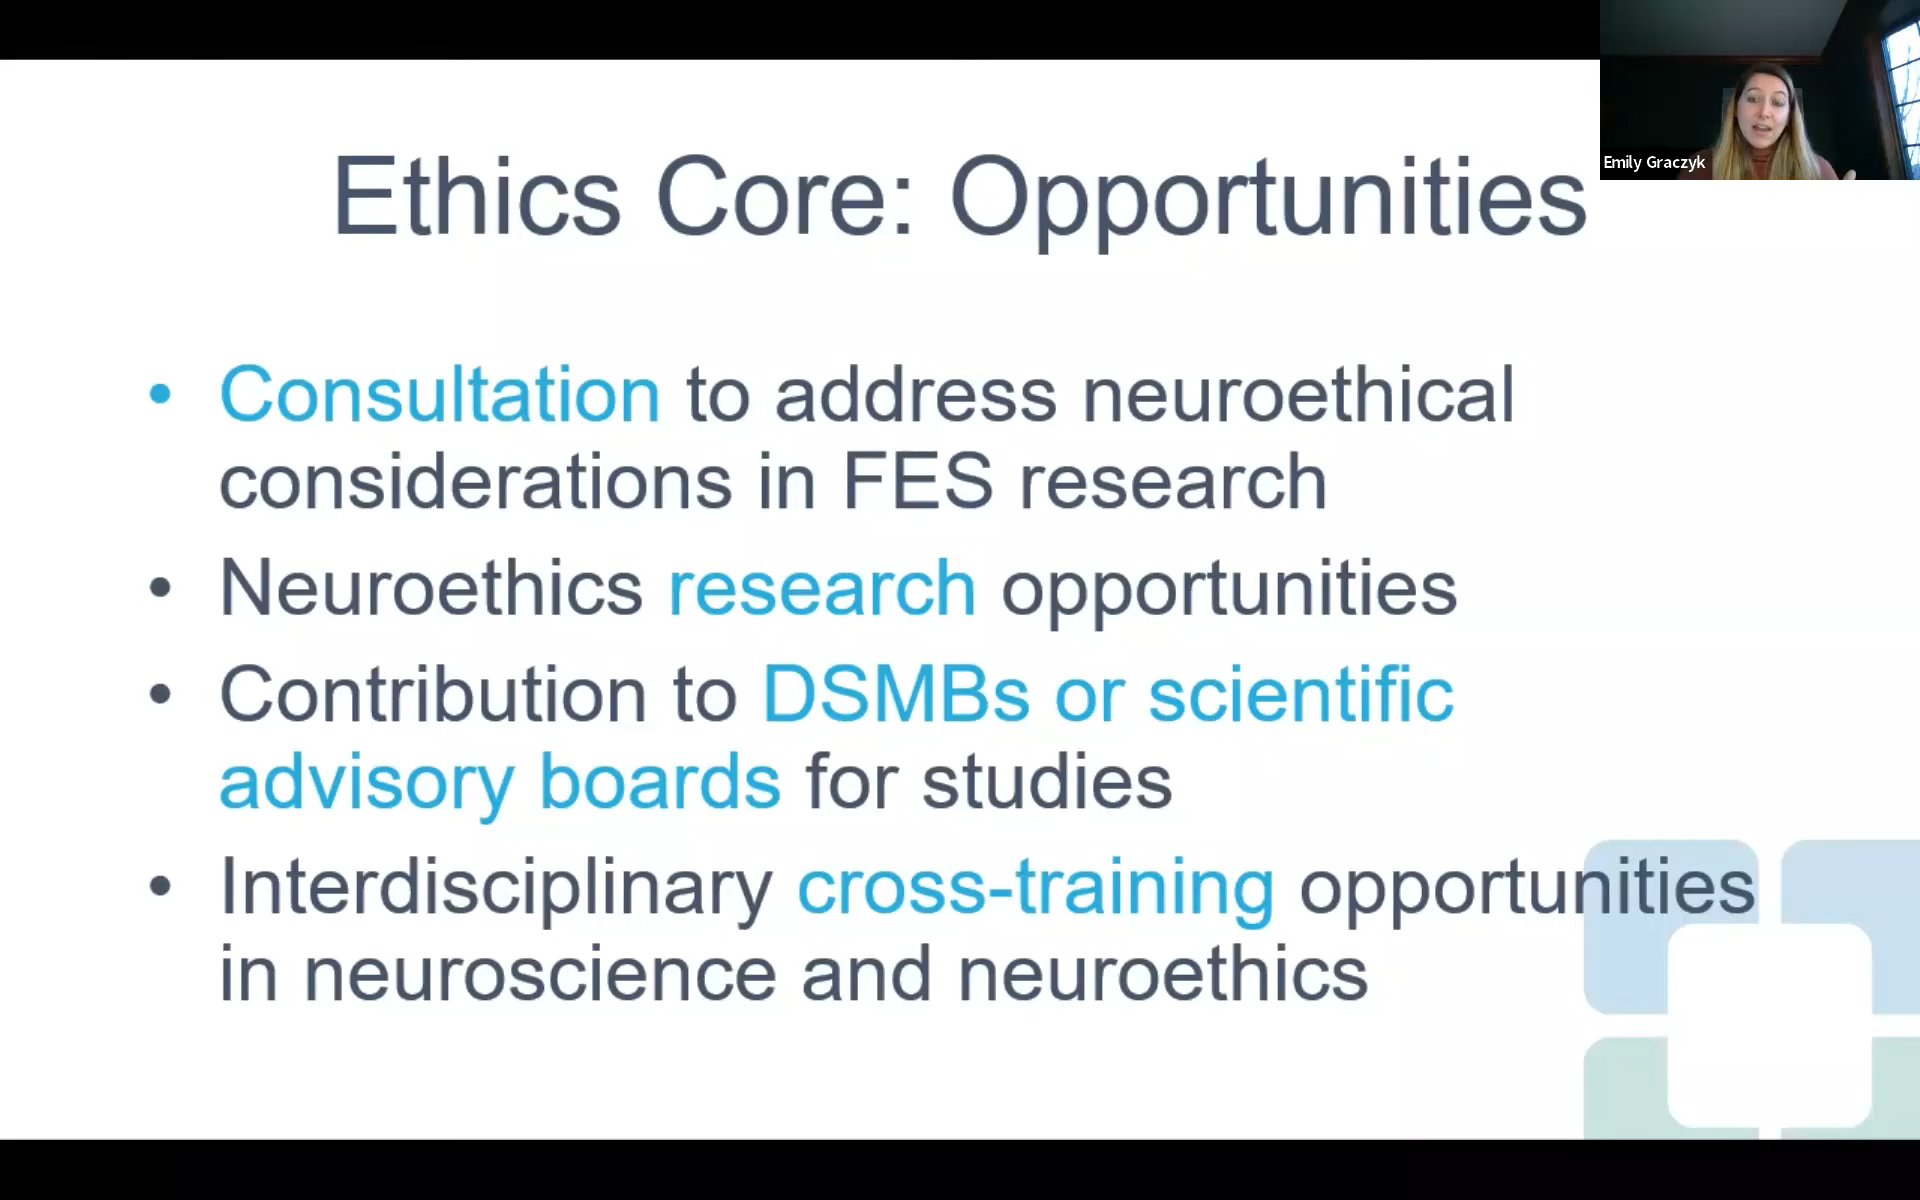 Emily Graczyk
Ethics Core: Opportunities
• Consultation to address neuroethical
considerations in FES research
• Neuroethics research opportunities
• Contribution to DSMBs or scientific
advisory boards for studies
• Interdisciplinary cross-training opportunities
in neuroscience and neuroethics